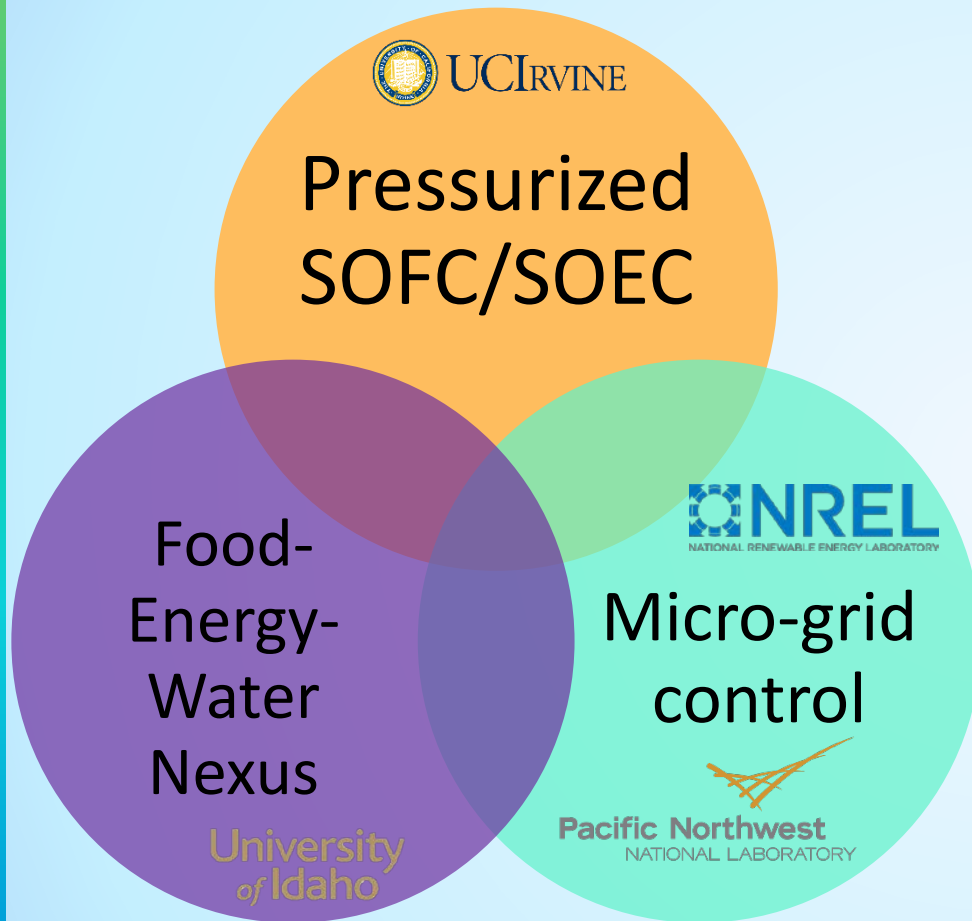 UCIRVINE
Pressurized
SOFC/SOEC
Food-
Energy-
Water
Nexus
University
of Idaho
NREL
NATIONAL RENEWABLE ENERGY LABORATORY
Micro-grid
control
Pacific Northwest
NATIONAL LABORATORY